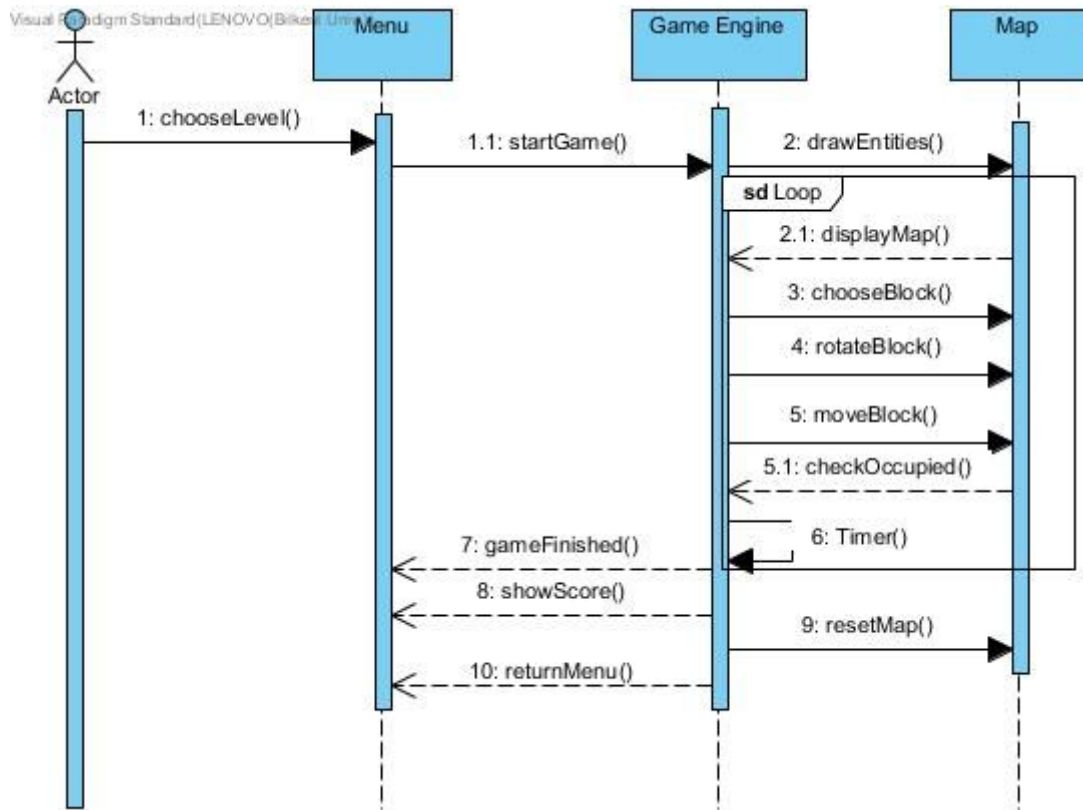 Visual Paradigm Standard(LENOVO(Bilkent Univ.
Menu
Game Engine
Map
Actor
1: chooseLevel()
1.1: startGame()
2: drawEntities()
sd Loop
2.1: displayMap()
3: chooseBlock()
4: rotateBlock()
5: moveBlock()
5.1: checkOccupied()
6: Timer()
7: gameFinished()
8: showScore()
9: resetMap()
10: returnMenu()